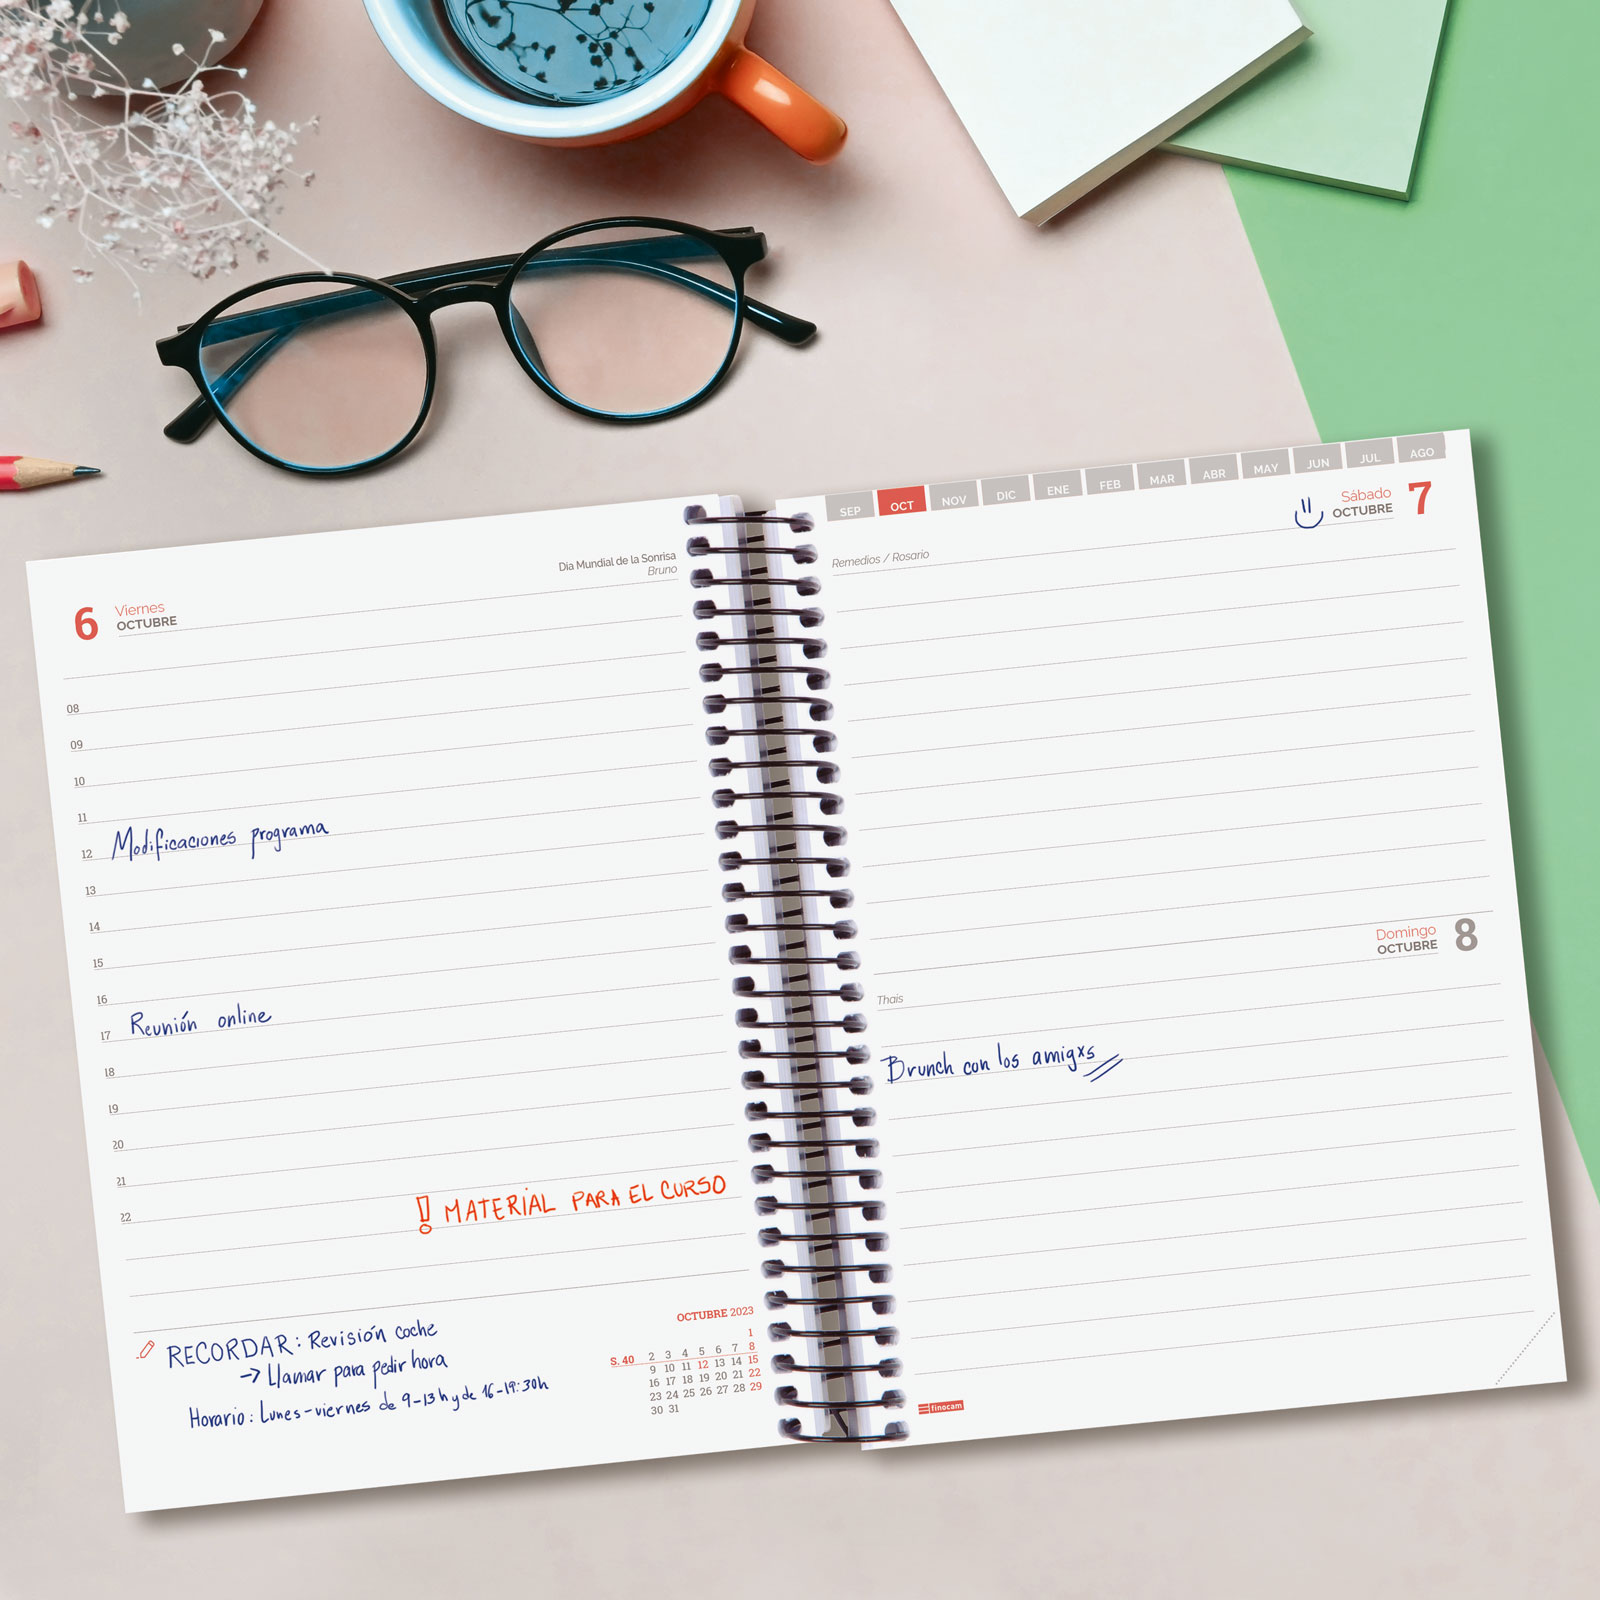 6 Viernes
OCTUBRE
Dia Mundial de la Sonrisa
Bruno
08
09
10
11
12 Modificaciones programa
13
14
15
16
17 Reunión online
18
19
20
21
22 ! MATERIAL PARA EL CURSO
RECORDAR: Revisión coche
→ Llamar para pedir hora
Horario: Lunes-viernes de 9-13h y de 16-19:30h
OCTUBRE 2023
1
S. 40 2 3 4 5 6 7 8
9 10 11 12 13 14 15
16 17 18 19 20 21 22
23 24 25 26 27 28 29
30 31
SEP OCT NOV DIC ENE FEB MAR ABR MAY JUN JUL AGO
Sábado 7
OCTUBRE
Remedios / Rosario
Domingo 8
OCTUBRE
Thais
Brunch con los amigxs
finocam